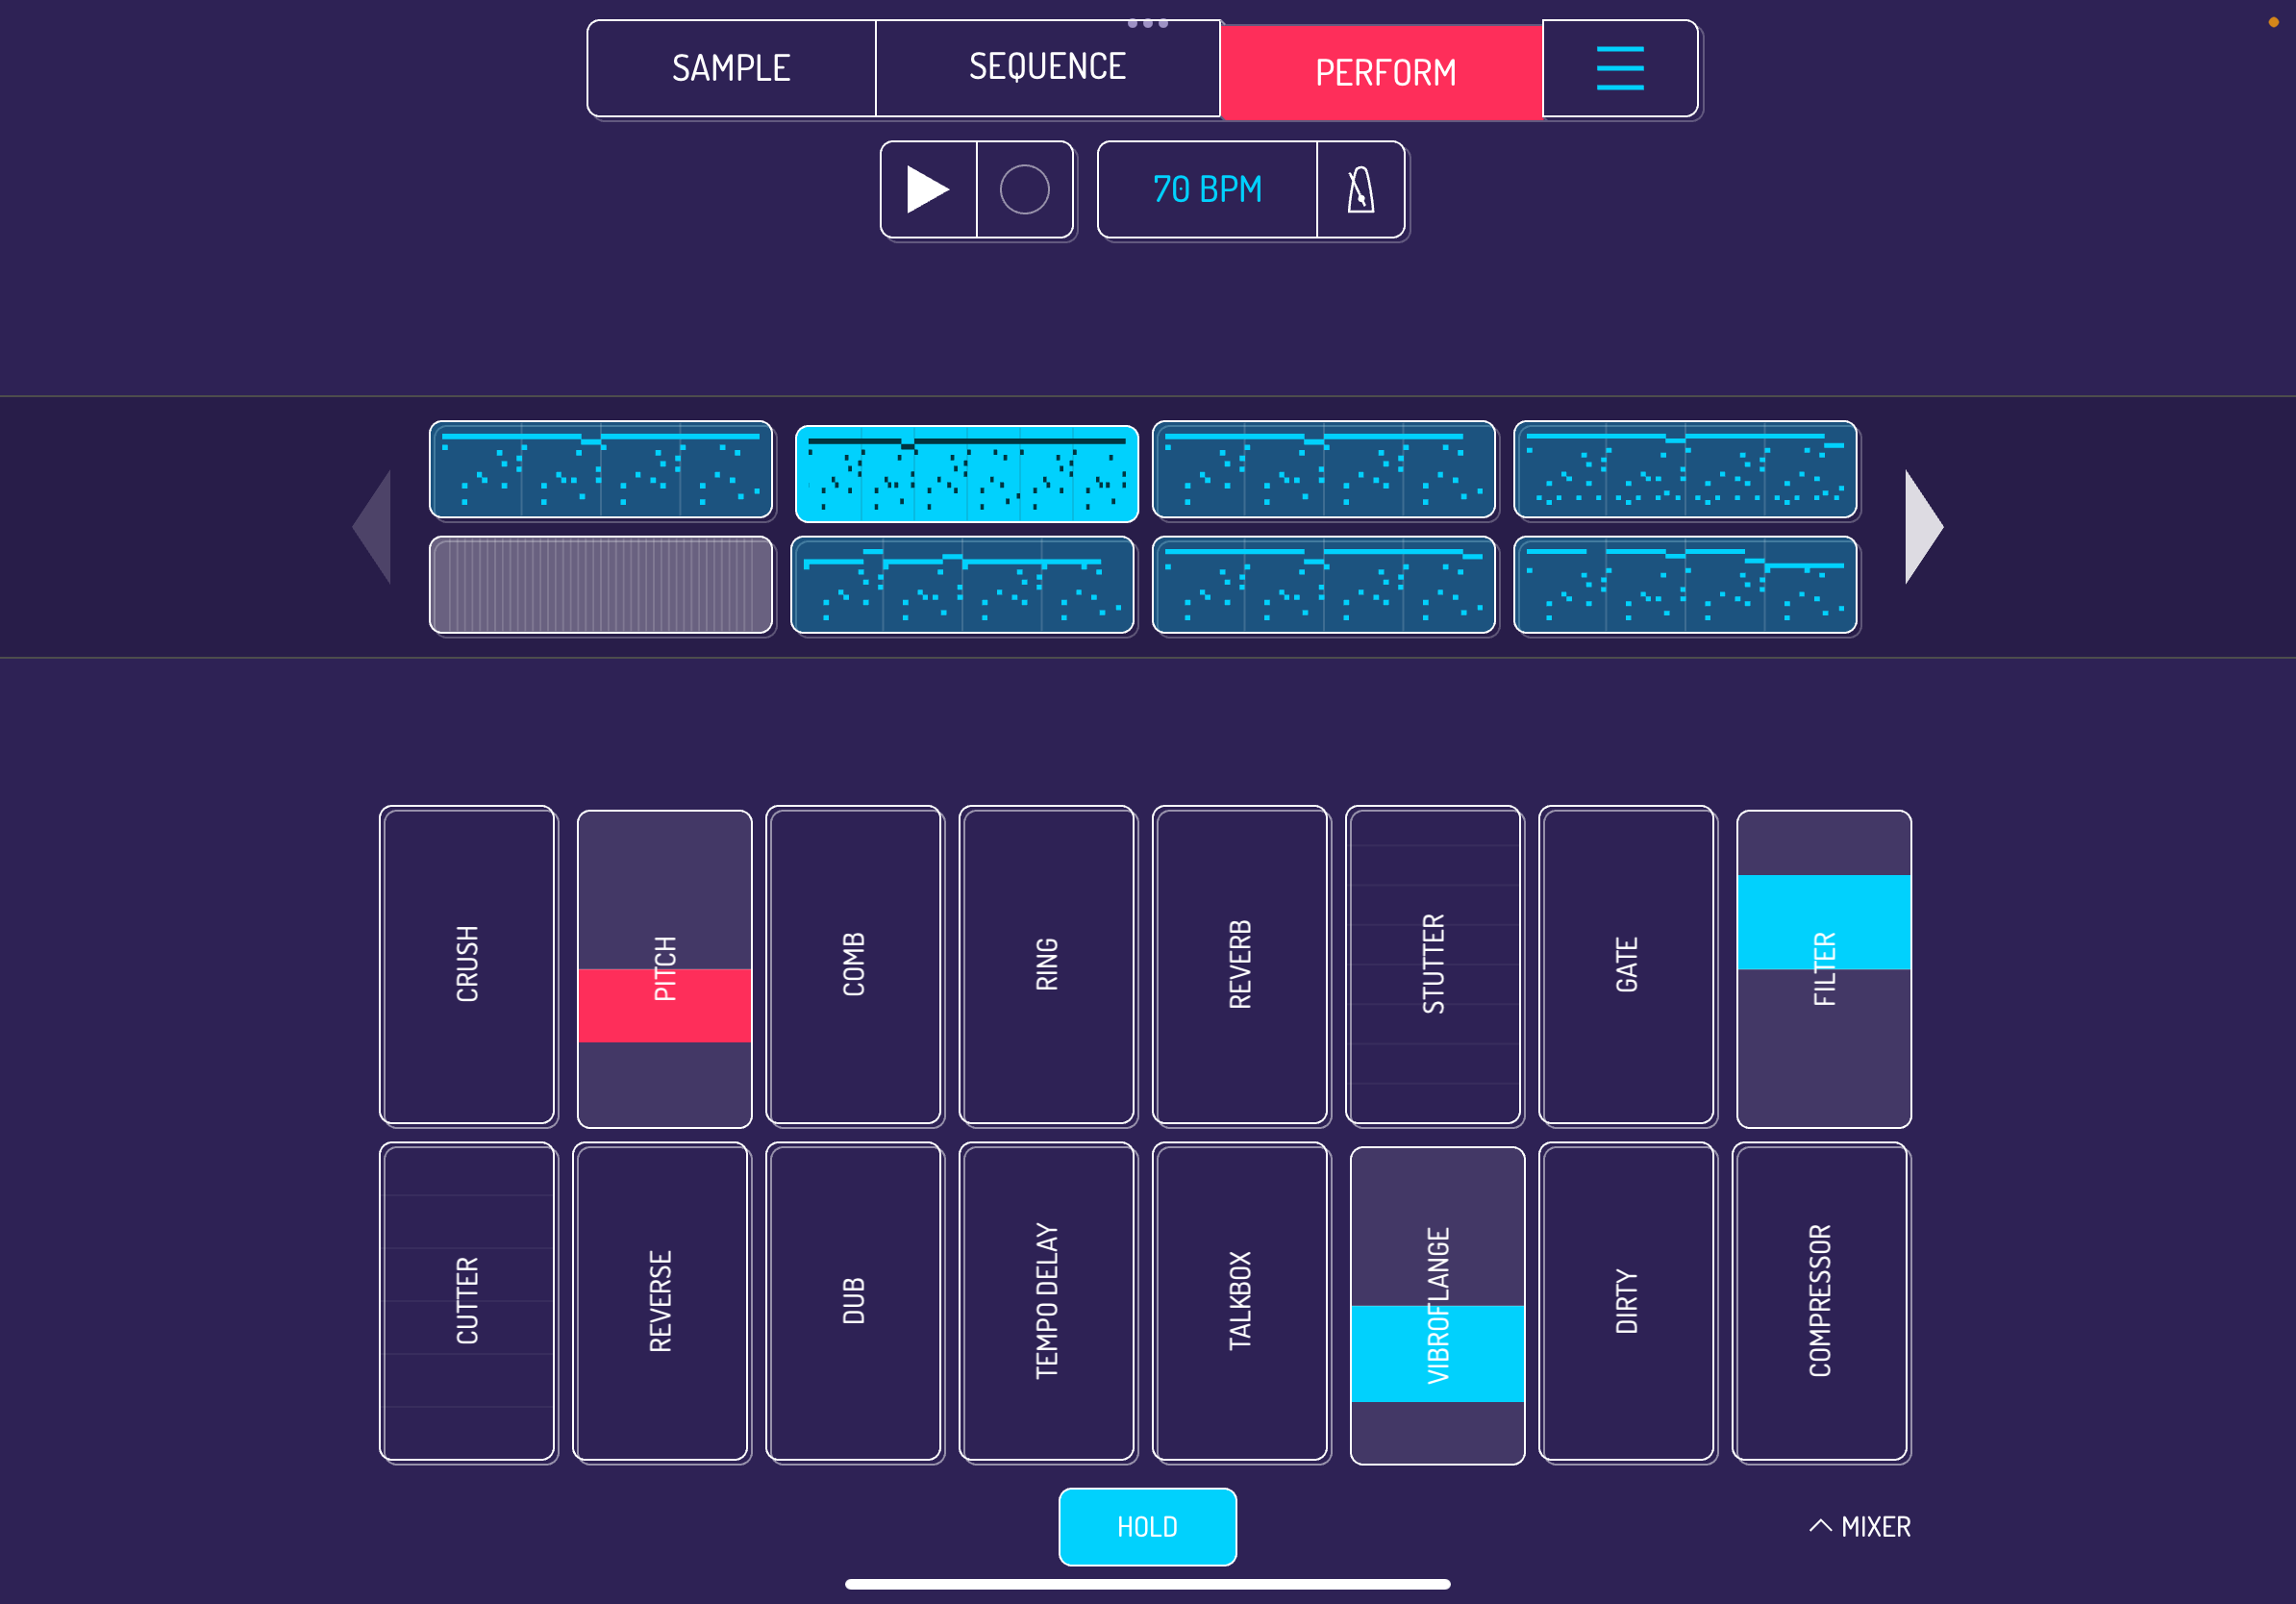 SAMPLE
SEQUENCE
PERFORM
70 BPM
CRUSH
PITCH
COMB
RING
REVERB
STUTTER
GATE
FILTER
CUTTER
REVERSE
DUB
TEMPO DELAY
TALKBOX
VIBROFLANGE
DIRTY
COMPRESSOR
HOLD
MIXER